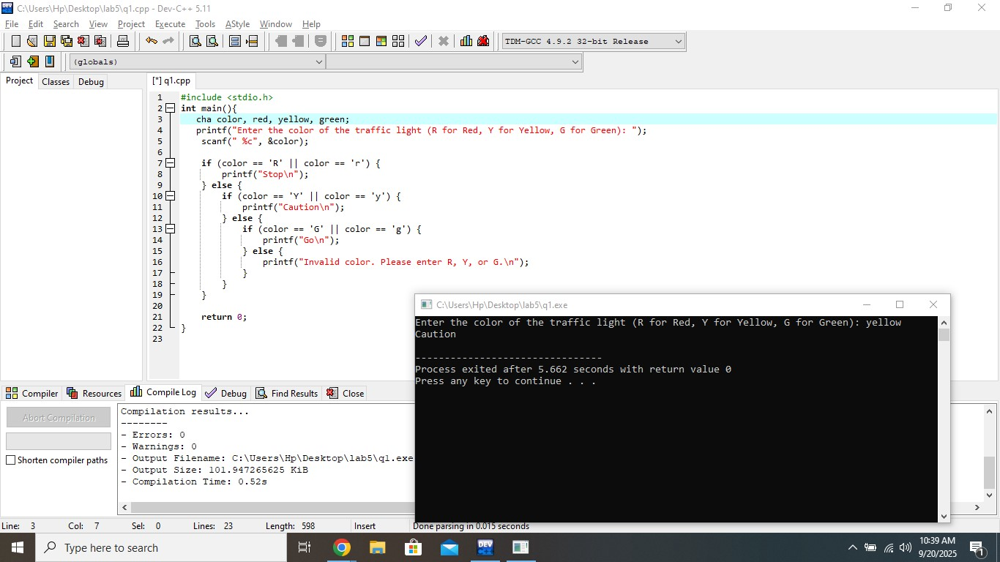 C:\Users\Hp\Desktop\lab5\q1.cpp - Dev-C++ 5.11
File Edit Search View Project Execute Tools AStyle Window Help
TDM-GCC 4.9.2 32-bit Release
(globals)
Project Classes Debug
[*] q1.cpp
1 #include <stdio.h>
2 int main(){
3 cha color, red, yellow, green;
4 printf("Enter the color of the traffic light (R for Red, Y for Yellow, G for Green): ");
5 scanf(" %c", &color);
6
7 if (color == 'R' || color == 'r') {
8 printf("Stop\n");
9 } else {
10 if (color == 'Y' || color == 'y') {
11 printf("Caution\n");
12 } else {
13 if (color == 'G' || color == 'g') {
14 printf("Go\n");
15 } else {
16 printf("Invalid color. Please enter R, Y, or G.\n");
17 }
18 }
19 }
20
21 return 0;
22 }
23
C:\Users\Hp\Desktop\lab5\q1.exe
Enter the color of the traffic light (R for Red, Y for Yellow, G for Green): yellow
Caution
--------------------------------
Process exited after 5.662 seconds with return value 0
Press any key to continue . . .
Compiler Resources Compile Log Debug Find Results Close
Abort Compilation
Shorten compiler paths
Compilation results...
--------
- Errors: 0
- Warnings: 0
- Output Filename: C:\Users\Hp\Desktop\lab5\q1.exe
- Output Size: 101.947265625 KiB
- Compilation Time: 0.52s
Line: 3 Col: 7 Sel: 0 Lines: 23 Length: 598 Insert Done parsing in 0.015 seconds
Type here to search
DEV
10:39 AM
9/20/2025
1